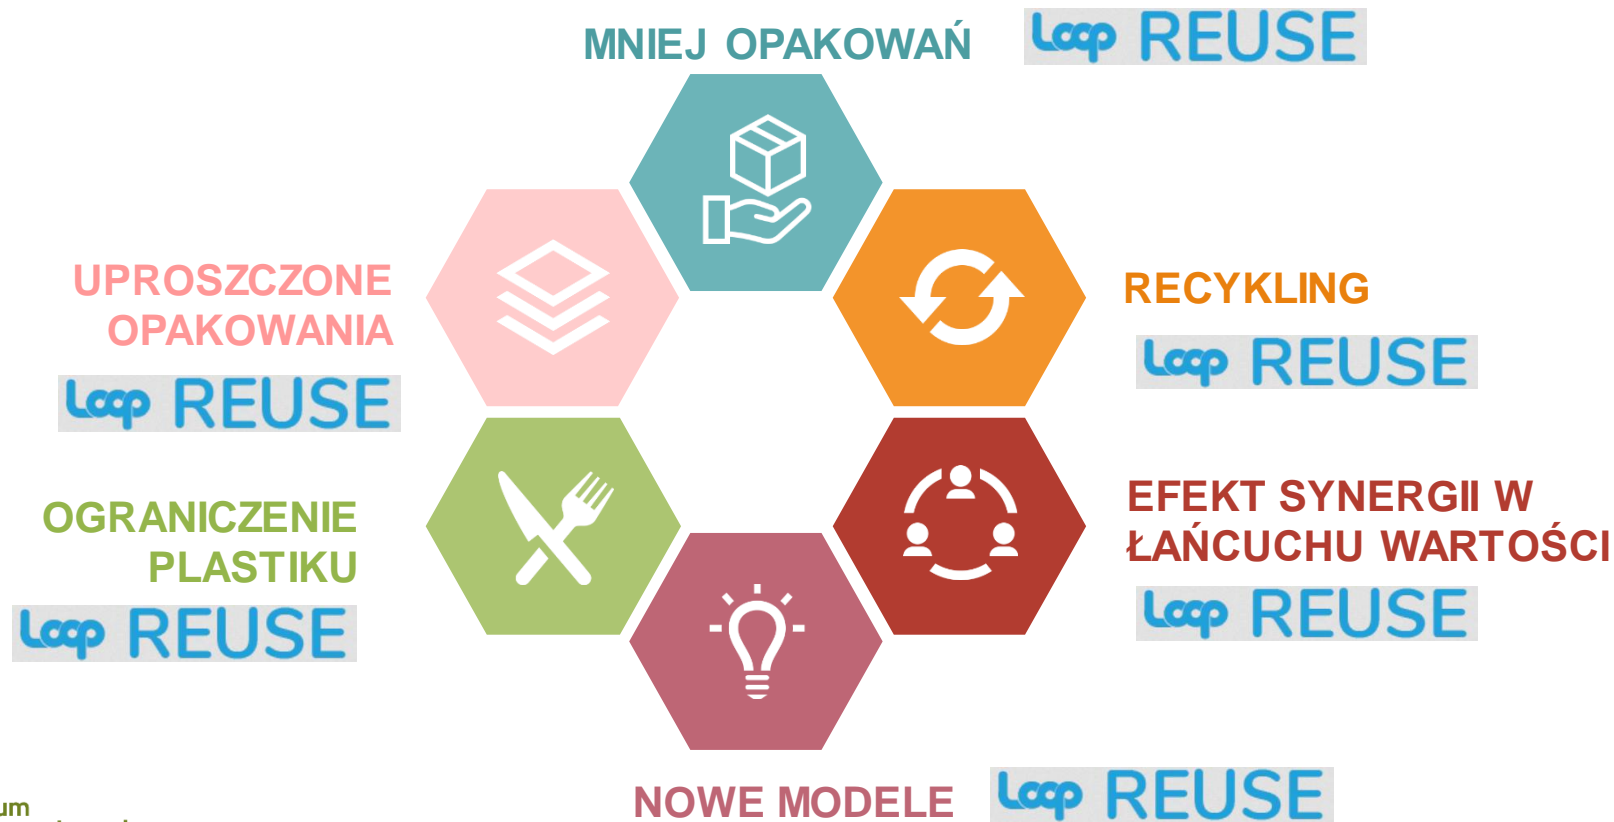 MNIEJ OPAKOWAŃ
Loop REUSE
UPROSZCZONE
OPAKOWANIA
Loop REUSE
RECYKLING
Loop REUSE
OGRANICZENIE
PLASTIKU
Loop REUSE
EFEKT SYNERGII W
ŁAŃCUCHU WARTOŚCI
Loop REUSE
NOWE MODELE
Loop REUSE
um